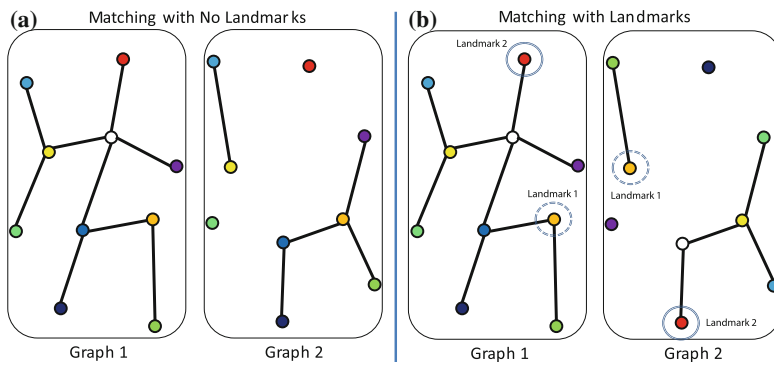 (a) Matching with No Landmarks
Graph 1
Graph 2
(b) Matching with Landmarks
Landmark 2
Landmark 1
Graph 1
Landmark 1
Landmark 2
Graph 2